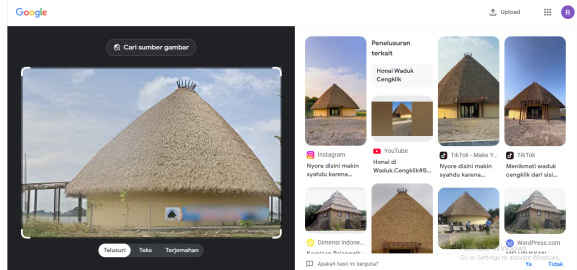 Google
Upload
R
Cari sumber gambar
Telusuri
Teks
Terjemahan
Penelusuran
terkait
Honai Waduk
Cengklik
Instagram
Nyore disini makin
syahdu karena...
YouTube
Honai di
Waduk.Cengklik#B...
TikTok - Make Y...
Nyore disini makin
syahdu karena...
TikTok
Menikmati waduk
cengklik dari sisi...
Dimensi Indone...
WordPress.com
Go to Settings to activate Windows.
Apakah hasil ini berguna?
Ya
Tidak